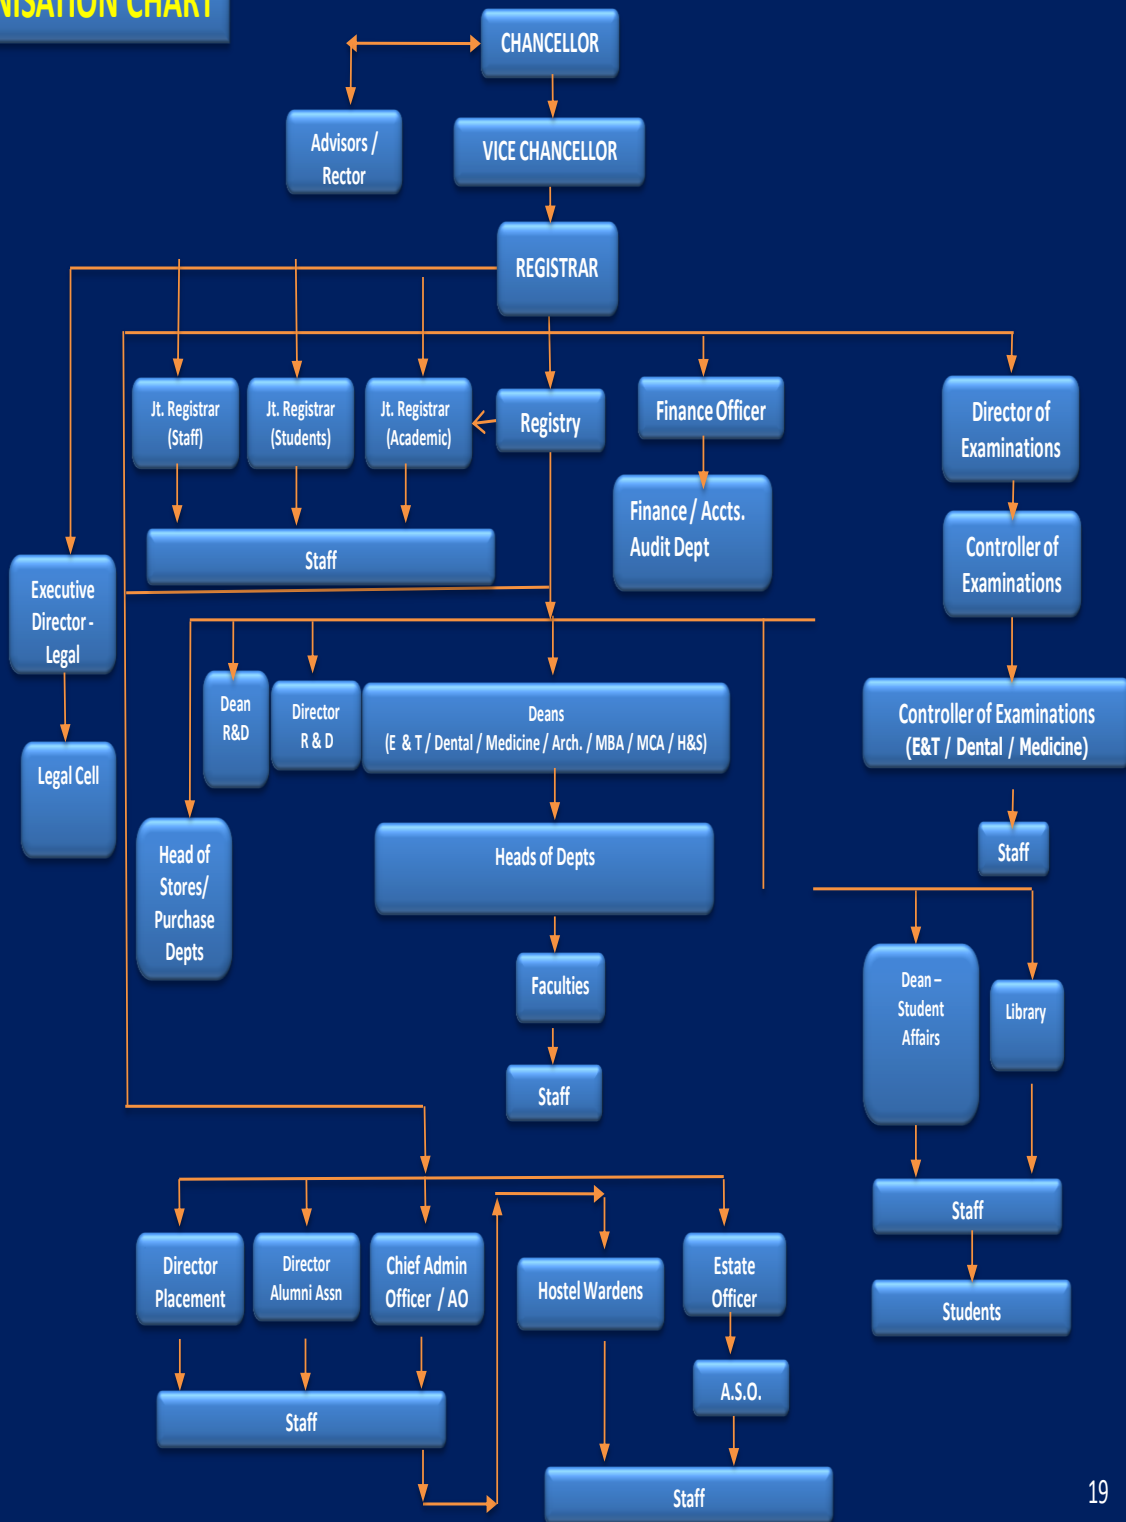 NISATION CHART
CHANCELLOR
Advisors /
Rector
VICE CHANCELLOR
REGISTRAR
Jt. Registrar
(Staff)
Jt. Registrar
(Students)
Jt. Registrar
(Academic)
Registry
Finance Officer
Director of
Examinations
Finance / Accts.
Audit Dept
Controller of
Examinations
Staff
Executive
Director -
Legal
Dean
R&D
Director
R & D
Deans
(E & T / Dental / Medicine / Arch. / MBA / MCA / H&S)
Controller of Examinations
(E&T / Dental / Medicine)
Legal Cell
Head of
Stores/
Purchase
Depts
Heads of Depts
Staff
Faculties
Dean –
Student
Affairs
Library
Staff
Staff
Director
Placement
Director
Alumni Assn
Chief Admin
Officer / AO
Hostel Wardens
Estate
Officer
Students
A.S.O.
Staff
Staff
19